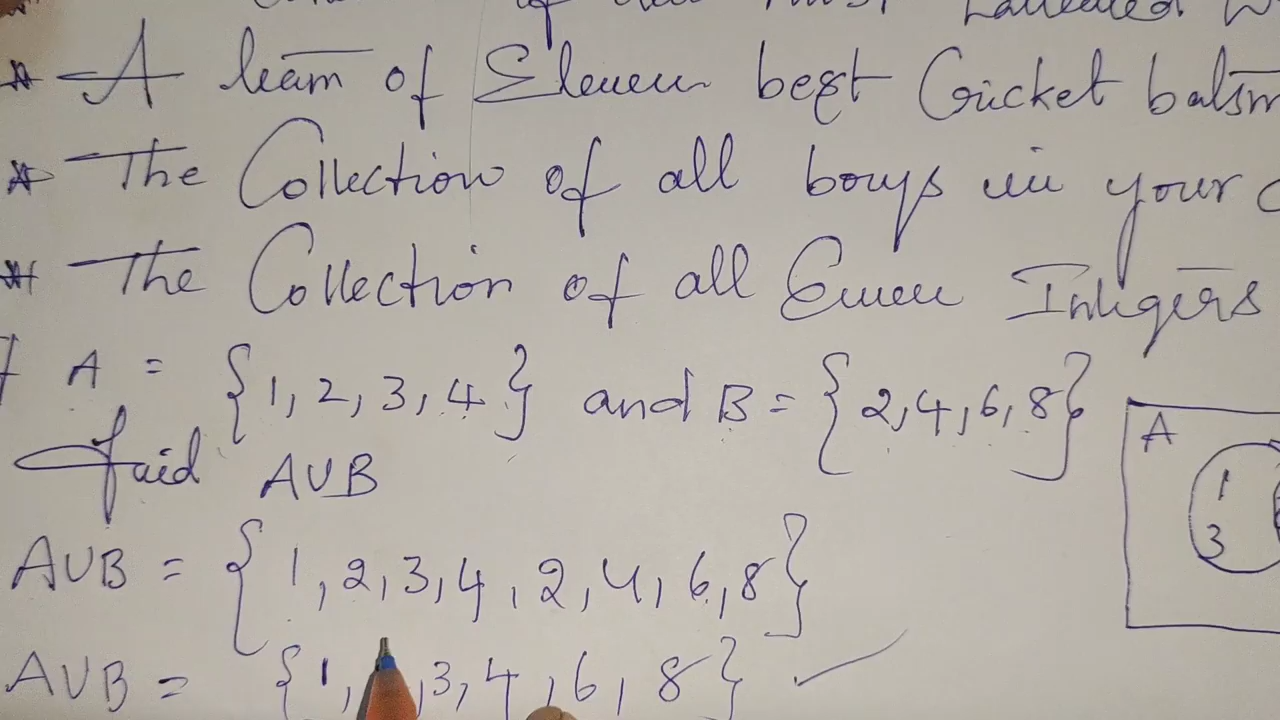 of
* A team of Eleven best Cricket batsm
* The Collection of all boys in your c
* The Collection of all Even Integers
f A = {1, 2, 3, 4} and B = {2, 4, 6, 8}
find A∪B
A∪B = {1, 2, 3, 4, 2, 4, 6, 8}
A∪B = {1, , 3, 4, 6, 8} ✓
A
1
3